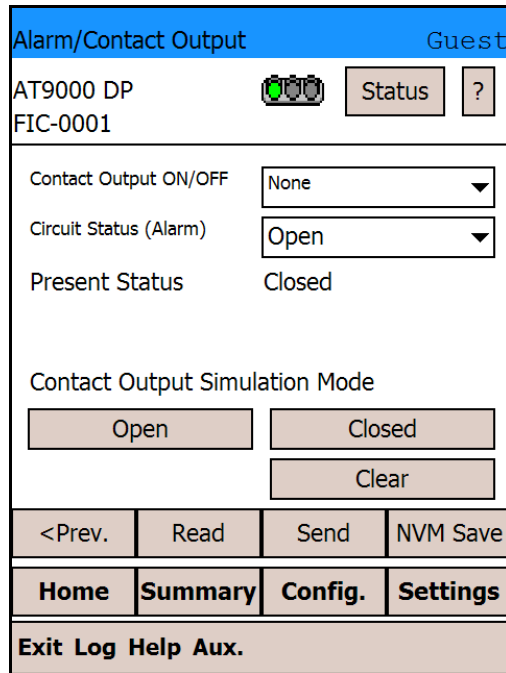 Alarm/Contact Output Guest
AT9000 DP Status ?
FIC-0001
Contact Output ON/OFF None
Circuit Status (Alarm) Open
Present Status Closed
Contact Output Simulation Mode
Open Closed
Clear
<Prev. Read Send NVM Save
Home Summary Config. Settings
Exit Log Help Aux.